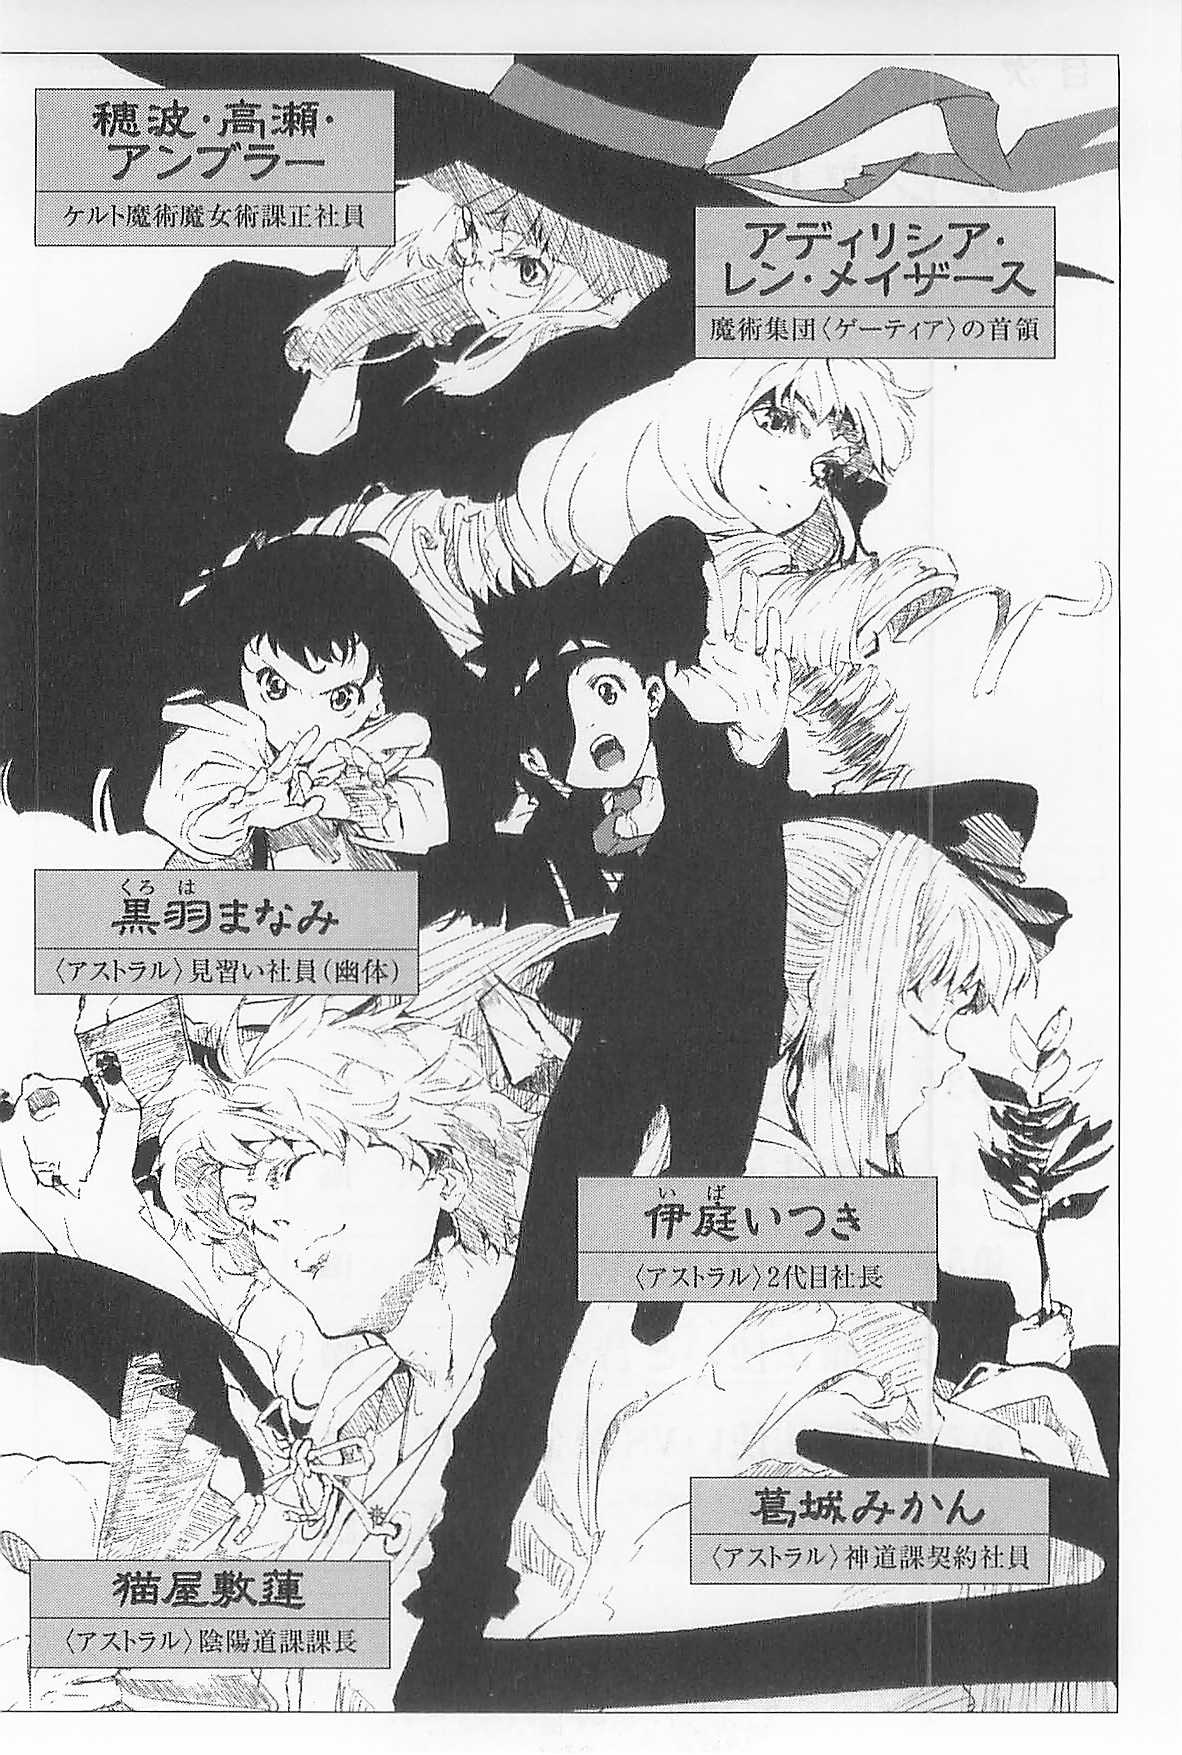 穂波・高瀬・
アンブラー
ケルト魔術魔女術課正社員
アディリシア・
レン・メイザース
魔術集団〈ゲーティア〉の首領
くろは
黒羽まなみ
〈アストラル〉見習い社員(幽体)
いば
伊庭いつき
〈アストラル〉2代目社長
葛城みかん
〈アストラル〉神道課契約社員
猫屋敷蓮
〈アストラル〉陰陽道課課長